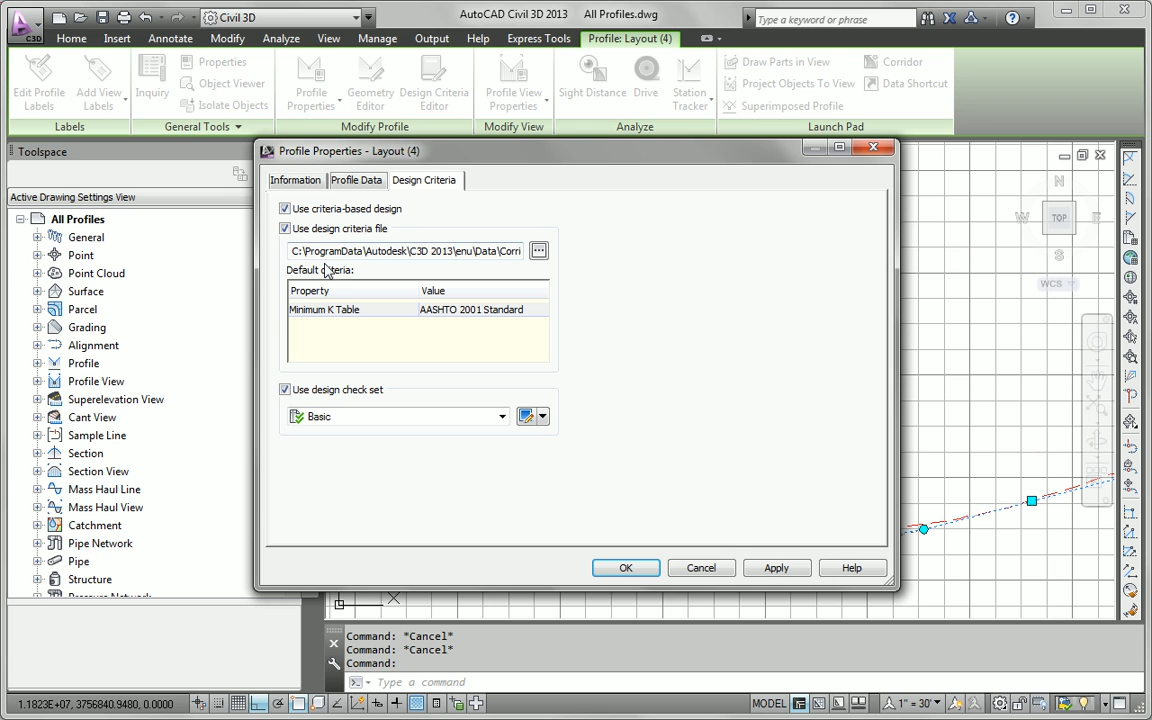 Civil 3D
AutoCAD Civil 3D 2013 All Profiles.dwg
Type a keyword or phrase
C3D
Home Insert Annotate Modify View Analyze Manage Output Help Express Tools Profile: Layout (4)
Edit Profile Labels
Add View Labels
Labels
Inquiry
Properties
Object Viewer
Isolate Objects
General Tools
Profile Properties
Geometry Editor
Design Criteria Editor
Modify Profile
Profile View Properties
Modify View
Sight Distance
Drive
Station Tracker
Analyze
Draw Parts in View
Project Objects To View
Superimposed Profile
Corridor
Data Shortcut
Launch Pad
Toolspace
Active Drawing Settings View
All Profiles
General
Point
Point Cloud
Surface
Parcel
Grading
Alignment
Profile
Profile View
Superelevation View
Cant View
Sample Line
Section
Section View
Mass Haul Line
Mass Haul View
Catchment
Pipe Network
Pipe
Structure
Pressure Network
Profile Properties - Layout (4)
Information Profile Data Design Criteria
Use criteria-based design
Use design criteria file
C:\ProgramData\Autodesk\C3D 2013\enu\Data\Corri
Default criteria:
Property Value
Minimum K Table AASHTO 2001 Standard
Use design check set
Basic
OK Cancel Apply Help
N
W TOP E
S
WCS
Command: *Cancel*
Command: *Cancel*
Command:
Type a command
1.1823E+07, 3756840.9480, 0.0000
MODEL
1" = 30'